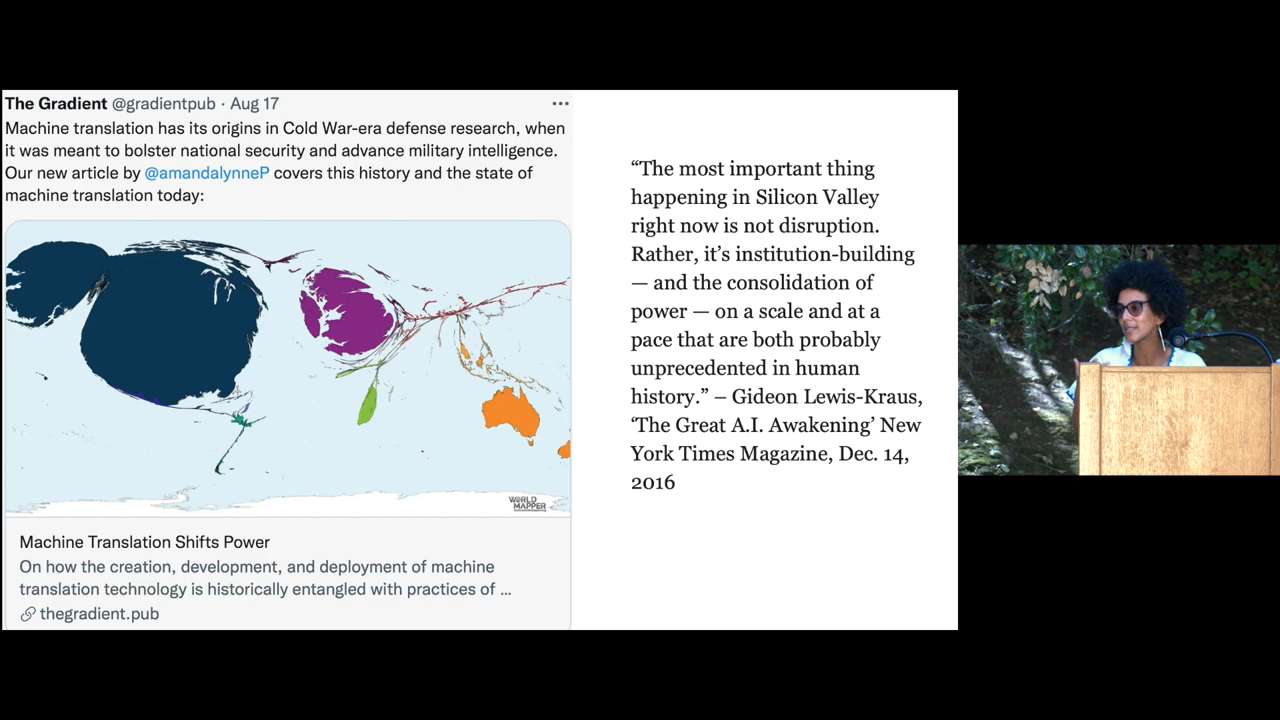 The Gradient @gradientpub · Aug 17
Machine translation has its origins in Cold War-era defense research, when
it was meant to bolster national security and advance military intelligence.
Our new article by @amandalynneP covers this history and the state of
machine translation today:
WORLD
MAPPER
Machine Translation Shifts Power
On how the creation, development, and deployment of machine
translation technology is historically entangled with practices of ...
thegradient.pub
“The most important thing
happening in Silicon Valley
right now is not disruption.
Rather, it’s institution-building
— and the consolidation of
power — on a scale and at a
pace that are both probably
unprecedented in human
history.” – Gideon Lewis-Kraus,
‘The Great A.I. Awakening’ New
York Times Magazine, Dec. 14,
2016